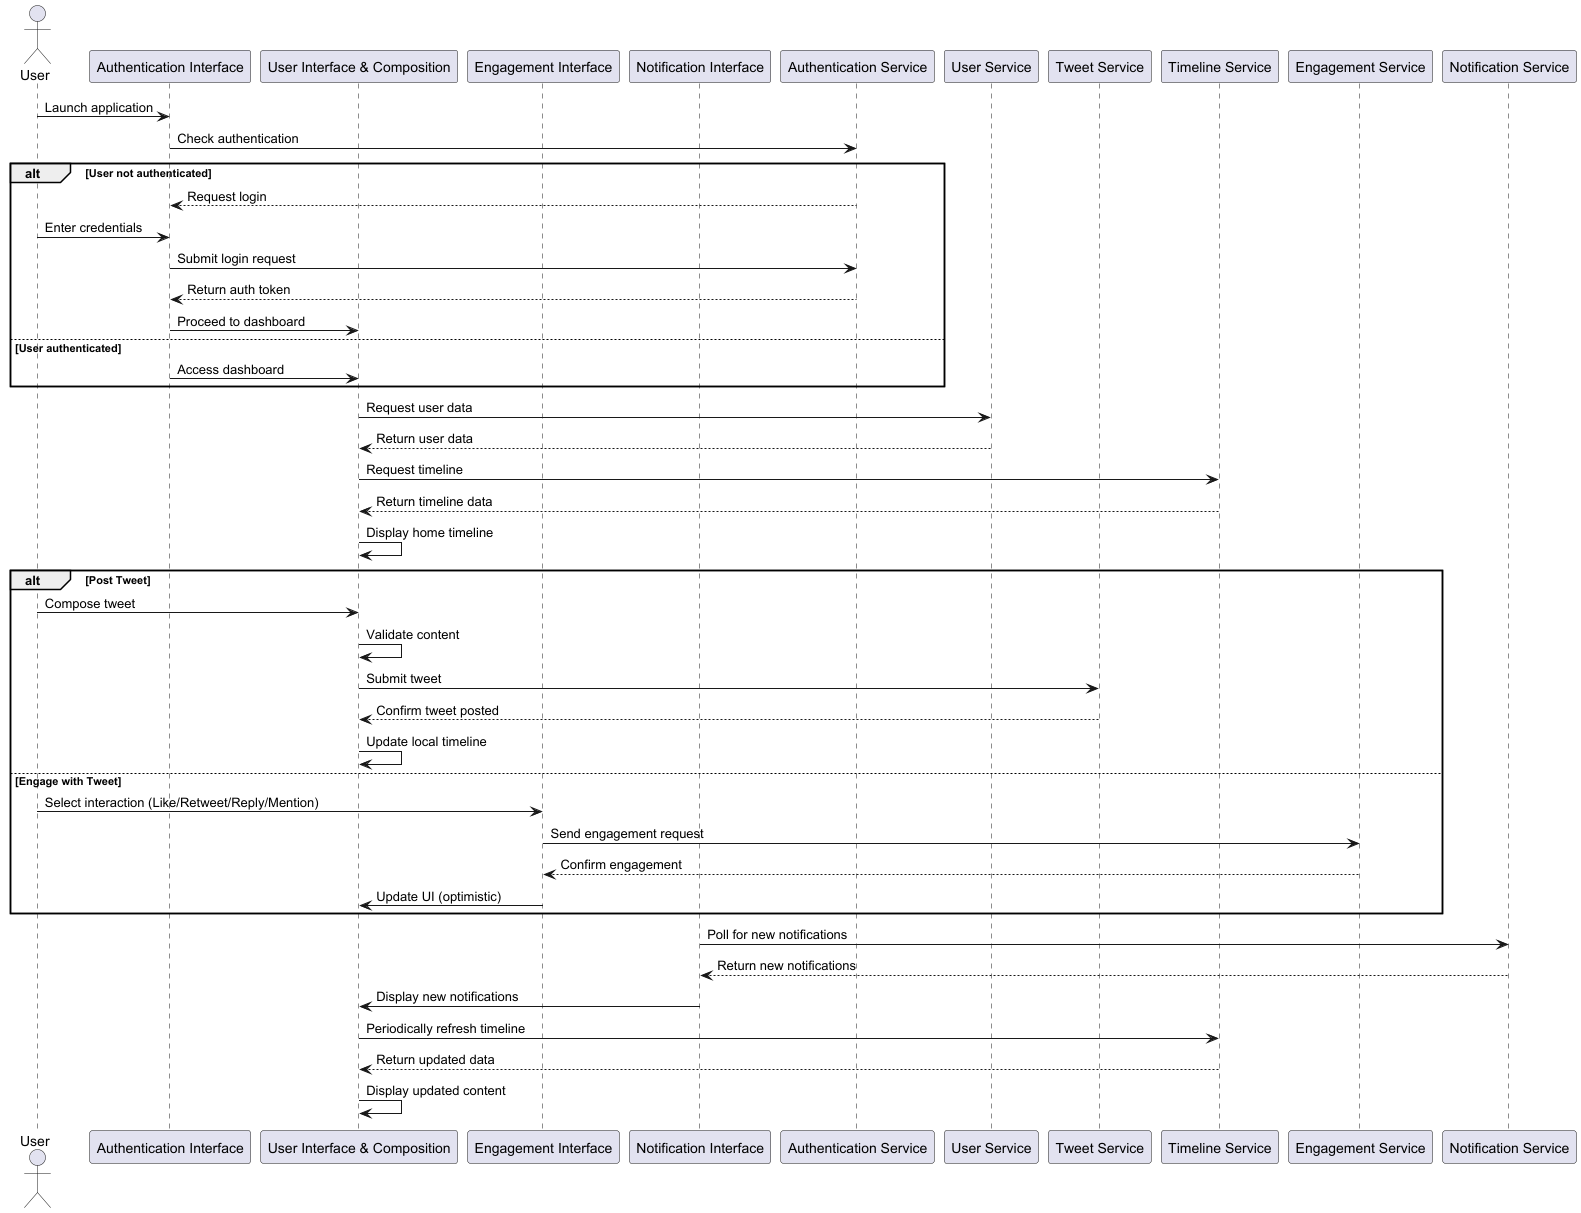 User
Authentication Interface
User Interface & Composition
Engagement Interface
Notification Interface
Authentication Service
User Service
Tweet Service
Timeline Service
Engagement Service
Notification Service
Launch application
Check authentication
alt
[User not authenticated]
Request login
Enter credentials
Submit login request
Return auth token
Proceed to dashboard
[User authenticated]
Access dashboard
Request user data
Return user data
Request timeline
Return timeline data
Display home timeline
alt
[Post Tweet]
Compose tweet
Validate content
Submit tweet
Confirm tweet posted
Update local timeline
[Engage with Tweet]
Select interaction (Like/Retweet/Reply/Mention)
Send engagement request
Confirm engagement
Update UI (optimistic)
Poll for new notifications
Return new notifications
Display new notifications
Periodically refresh timeline
Return updated data
Display updated content
User
Authentication Interface
User Interface & Composition
Engagement Interface
Notification Interface
Authentication Service
User Service
Tweet Service
Timeline Service
Engagement Service
Notification Service